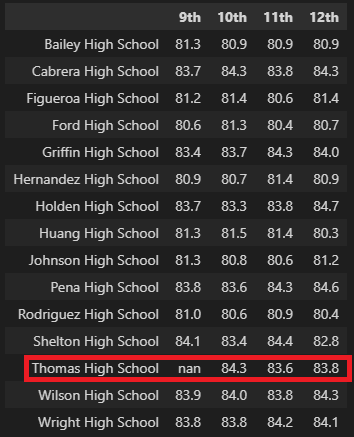 9th 10th 11th 12th
Bailey High School 81.3 80.9 80.9 80.9
Cabrera High School 83.7 84.3 83.8 84.3
Figueroa High School 81.2 81.4 80.6 81.4
Ford High School 80.6 81.3 80.4 80.7
Griffin High School 83.4 83.7 84.3 84.0
Hernandez High School 80.9 80.7 81.4 80.9
Holden High School 83.7 83.3 83.8 84.7
Huang High School 81.3 81.5 81.4 80.3
Johnson High School 81.3 80.8 80.6 81.2
Pena High School 83.8 83.6 84.3 84.6
Rodriguez High School 81.0 80.6 80.9 80.4
Shelton High School 84.1 83.4 84.4 82.8
Thomas High School nan 84.3 83.6 83.8
Wilson High School 83.9 84.0 83.8 84.3
Wright High School 83.8 83.8 84.2 84.1